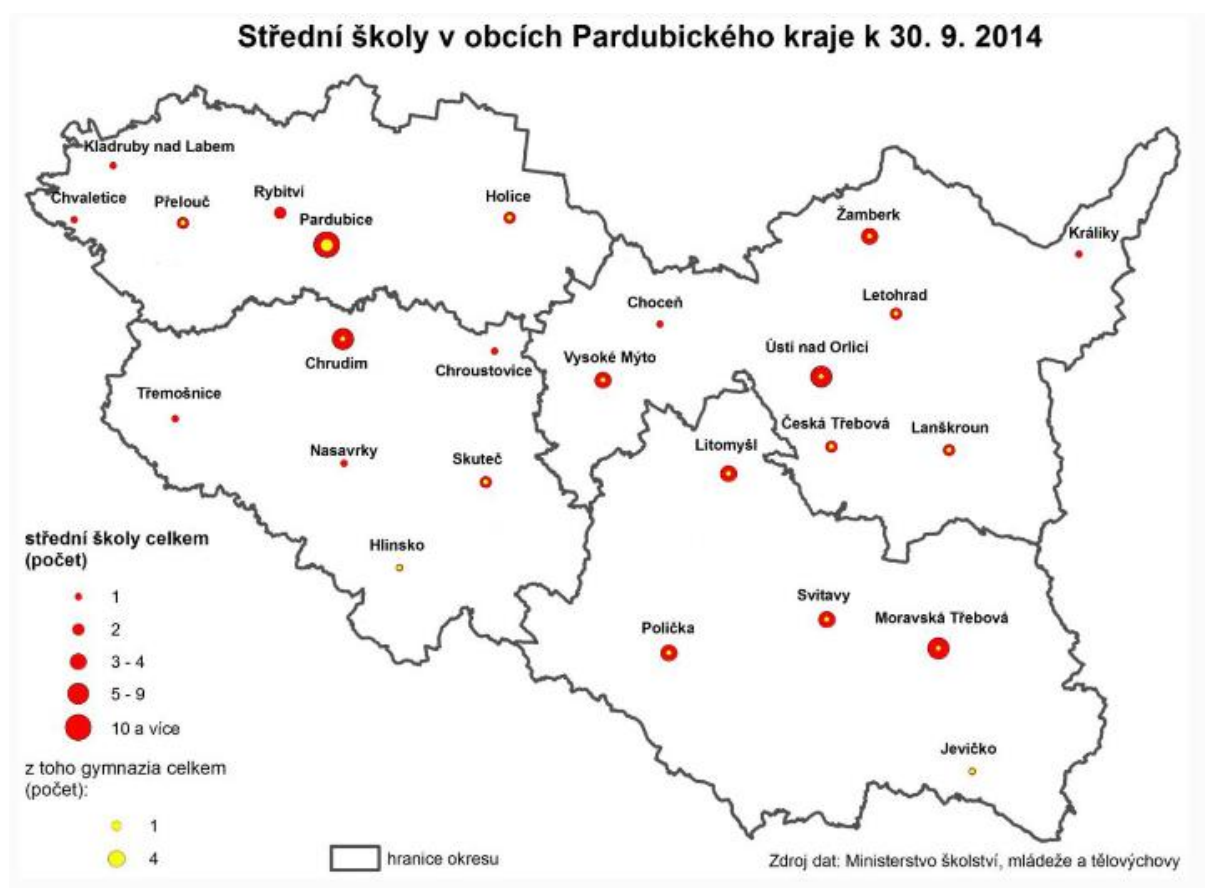 Střední školy v obcích Pardubického kraje k 30. 9. 2014
Kladruby nad Labem
Chvaletice
Přelouč
Rybitví
Pardubice
Holice
Žamberk
Králíky
Letohrad
Choceň
Ústí nad Orlicí
Vysoké Mýto
Chrudim
Chroustovice
Třemošnice
Česká Třebová
Lanškroun
Litomyšl
Nasavrky
Skuteč
Hlinsko
Svitavy
Moravská Třebová
Polička
Jevíčko
střední školy celkem
(počet)
1
2
3 - 4
5 - 9
10 a více
z toho gymnazia celkem
(počet):
1
4
hranice okresu
Zdroj dat: Ministerstvo školství, mládeže a tělovýchovy